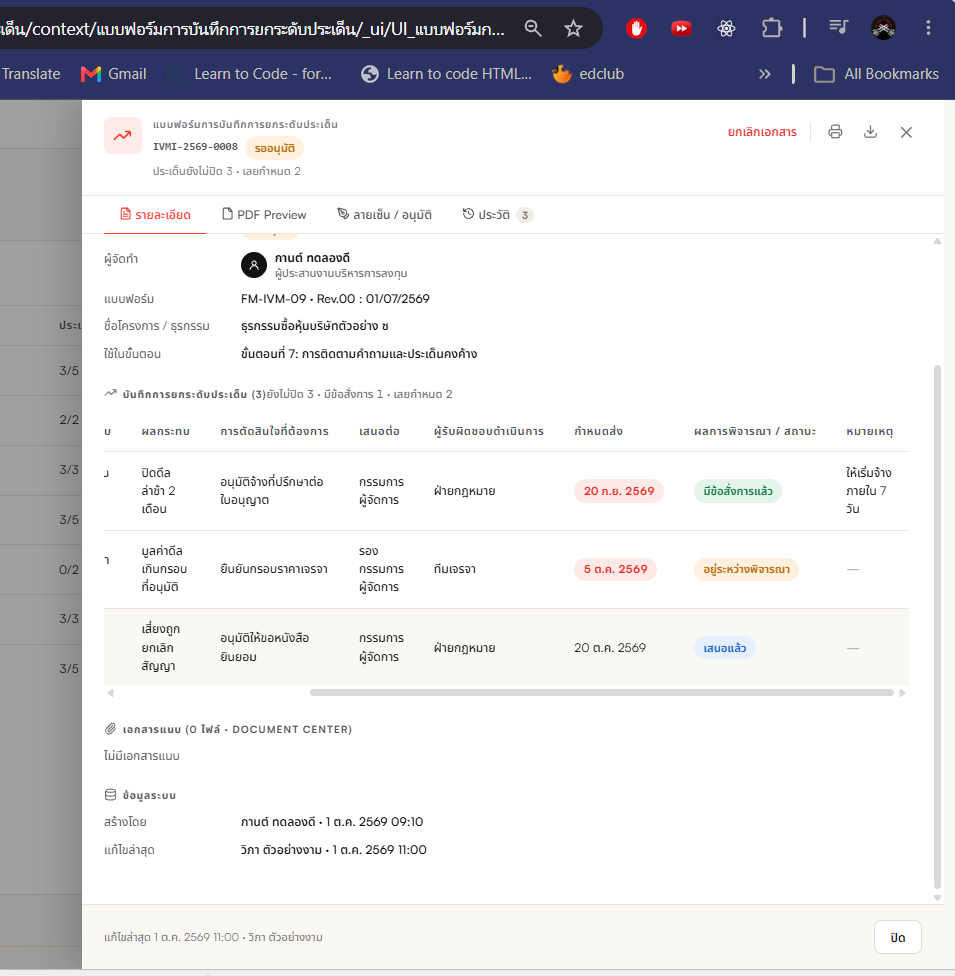 เด็น/context/แบบฟอร์มการบันทึกการยกระดับประเด็น/_ui/UI_แบบฟอร์มก...
Translate Gmail Learn to Code - for... Learn to code HTML... edclub » All Bookmarks
แบบฟอร์มการบันทึกการยกระดับประเด็น
IVMI-2569-0008 รออนุมัติ
ประเด็นยังไม่ปิด 3 • เลยกำหนด 2
ยกเลิกเอกสาร
รายละเอียด PDF Preview ลายเซ็น / อนุมัติ ประวัติ 3
ผู้จัดทำ กานต์ ทดลองดี
ผู้ประสานงานบริหารการลงทุน
แบบฟอร์ม FM-IVM-09 • Rev.00 : 01/07/2569
ชื่อโครงการ / ธุรกรรม ธุรกรรมซื้อหุ้นบริษัทตัวอย่าง ซ
ใช้ในขั้นตอน ขั้นตอนที่ 7: การติดตามคำถามและประเด็นคงค้าง
บันทึกการยกระดับประเด็น (3)ยังไม่ปิด 3 • มีข้อสั่งการ 1 • เลยกำหนด 2
ผลกระทบ การตัดสินใจที่ต้องการ เสนอต่อ ผู้รับผิดชอบดำเนินการ กำหนดส่ง ผลการพิจารณา / สถานะ หมายเหตุ
ปิดดีล
ล่าช้า 2
เดือน
อนุมัติจ้างที่ปรึกษาต่อ
ใบอนุญาต
กรรมการ
ผู้จัดการ
ฝ่ายกฎหมาย
20 ก.ย. 2569
มีข้อสั่งการแล้ว
ให้เริ่มจ้าง
ภายใน 7
วัน
มูลค่าดีล
เกินกรอบ
ที่อนุมัติ
ยืนยันกรอบราคาเจรจา
รอง
กรรมการ
ผู้จัดการ
ทีมเจรจา
5 ต.ค. 2569
อยู่ระหว่างพิจารณา
—
เสี่ยงถูก
ยกเลิก
สัญญา
อนุมัติให้ขอหนังสือ
ยินยอม
กรรมการ
ผู้จัดการ
ฝ่ายกฎหมาย
20 ต.ค. 2569
เสนอแล้ว
—
เอกสารแนบ (0 ไฟล์ • DOCUMENT CENTER)
ไม่มีเอกสารแนบ
ข้อมูลระบบ
สร้างโดย กานต์ ทดลองดี • 1 ต.ค. 2569 09:10
แก้ไขล่าสุด วิภา ตัวอย่างงาม • 1 ต.ค. 2569 11:00
แก้ไขล่าสุด 1 ต.ค. 2569 11:00 • วิภา ตัวอย่างงาม
ปิด
ประเ
3/5
2/2
3/3
3/5
0/2
3/3
3/5